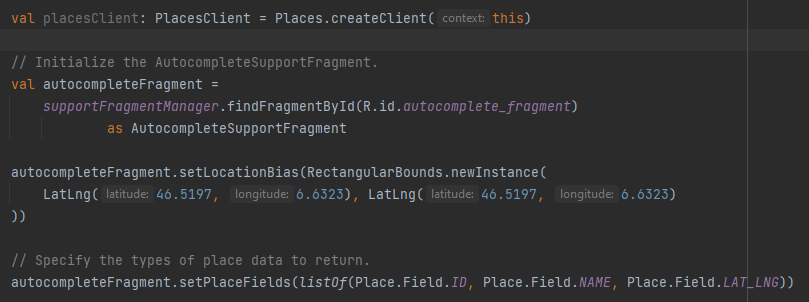 val placesClient: PlacesClient = Places.createClient( context: this)
// Initialize the AutocompleteSupportFragment.
val autocompleteFragment =
supportFragmentManager.findFragmentById(R.id.autocomplete_fragment)
as AutocompleteSupportFragment
autocompleteFragment.setLocationBias(RectangularBounds.newInstance(
LatLng( latitude: 46.5197, longitude: 6.6323), LatLng( latitude: 46.5197, longitude: 6.6323)
))
// Specify the types of place data to return.
autocompleteFragment.setPlaceFields(listOf(Place.Field.ID, Place.Field.NAME, Place.Field.LAT_LNG))